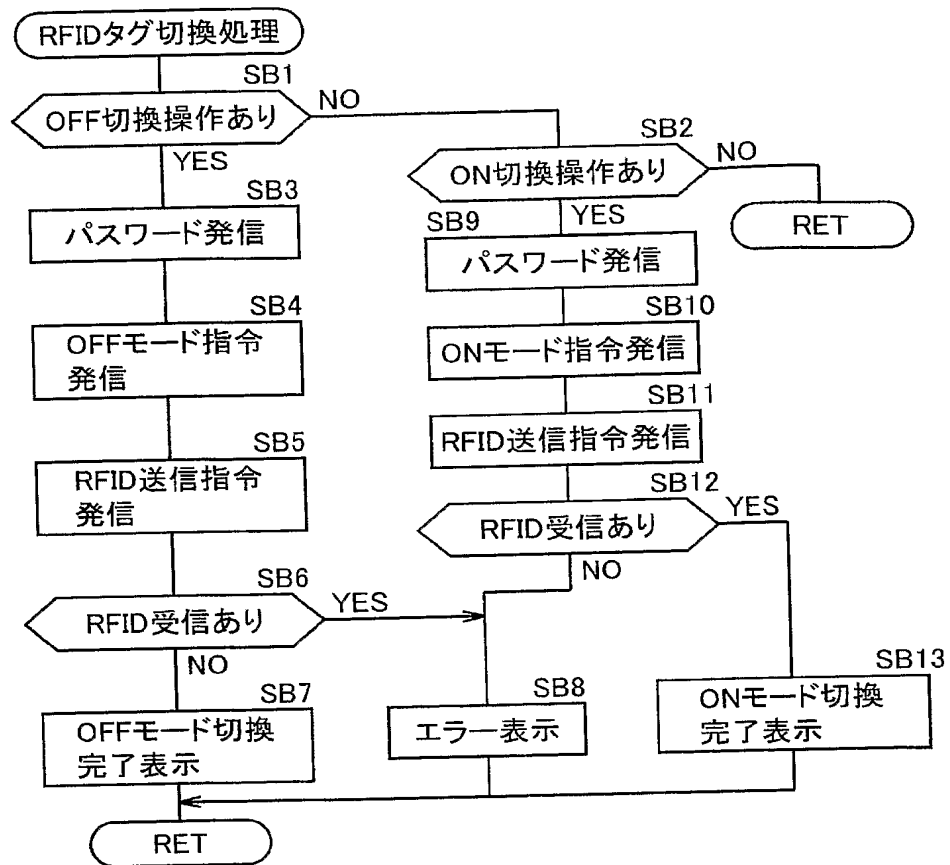 RFIDタグ切換処理
SB1
OFF切換操作あり
NO
YES
SB2
ON切換操作あり
NO
YES
RET
SB3
パスワード発信
SB9
パスワード発信
SB4
OFFモード指令
発信
SB10
ONモード指令発信
SB5
RFID送信指令
発信
SB11
RFID送信指令発信
SB12
RFID受信あり
YES
NO
SB6
RFID受信あり
YES
NO
SB7
OFFモード切換
完了表示
SB8
エラー表示
SB13
ONモード切換
完了表示
RET